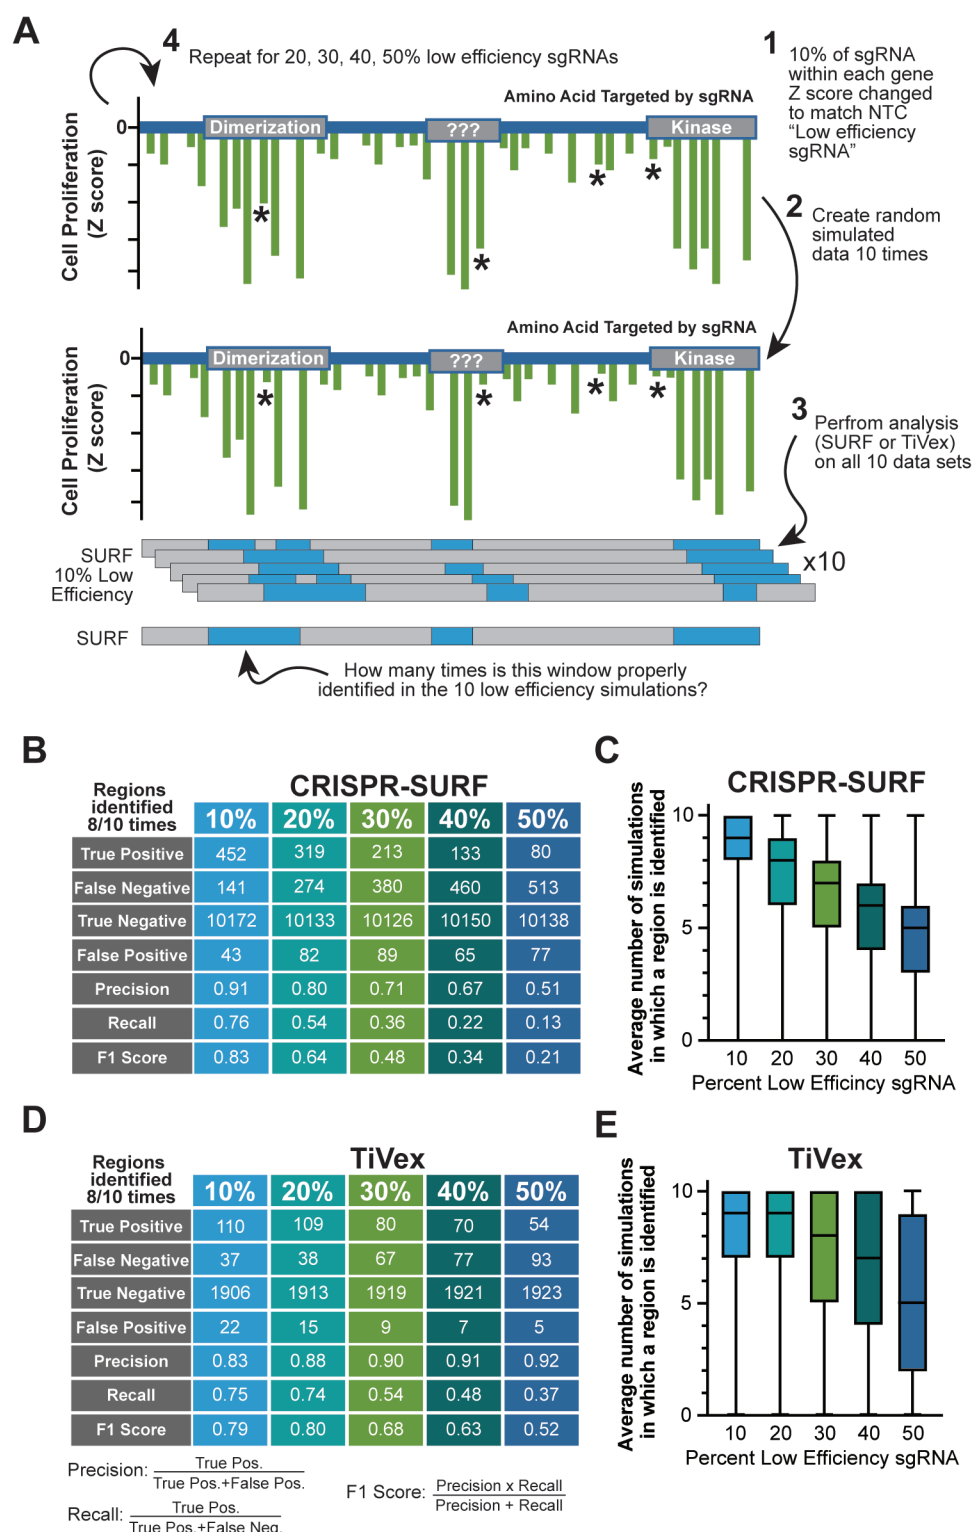 A
4 Repeat for 20, 30, 40, 50% low efficiency sgRNAs
1 10% of sgRNA
within each gene
Z score changed
to match NTC
“Low efficiency
sgRNA”
Amino Acid Targeted by sgRNA
0
Dimerization ??? Kinase
Cell Proliferation
(Z score)
* * * *
2 Create random
simulated
data 10 times
Amino Acid Targeted by sgRNA
0
Dimerization ??? Kinase
Cell Proliferation
(Z score)
* * * *
3 Perfrom analysis
(SURF or TiVex)
on all 10 data sets
SURF
10% Low
Efficiency
x10
SURF
How many times is this window properly
identified in the 10 low efficiency simulations?
B
CRISPR-SURF
Regions
identified
8/10 times
10% 20% 30% 40% 50%
True Positive 452 319 213 133 80
False Negative 141 274 380 460 513
True Negative 10172 10133 10126 10150 10138
False Positive 43 82 89 65 77
Precision 0.91 0.80 0.71 0.67 0.51
Recall 0.76 0.54 0.36 0.22 0.13
F1 Score 0.83 0.64 0.48 0.34 0.21
C
CRISPR-SURF
Average number of simulations
in which a region is identified
10
5
0
10 20 30 40 50
Percent Low Efficincy sgRNA
D
TiVex
Regions
identified
8/10 times
10% 20% 30% 40% 50%
True Positive 110 109 80 70 54
False Negative 37 38 67 77 93
True Negative 1906 1913 1919 1921 1923
False Positive 22 15 9 7 5
Precision 0.83 0.88 0.90 0.91 0.92
Recall 0.75 0.74 0.54 0.48 0.37
F1 Score 0.79 0.80 0.68 0.63 0.52
Precision: True Pos.
True Pos.+False Pos.
Recall: True Pos.
True Pos.+False Neg.
F1 Score: Precision x Recall
Precision + Recall
E
TiVex
Average number of simulations
in which a region is identified
10
5
0
10 20 30 40 50
Percent Low Efficiency sgRNA